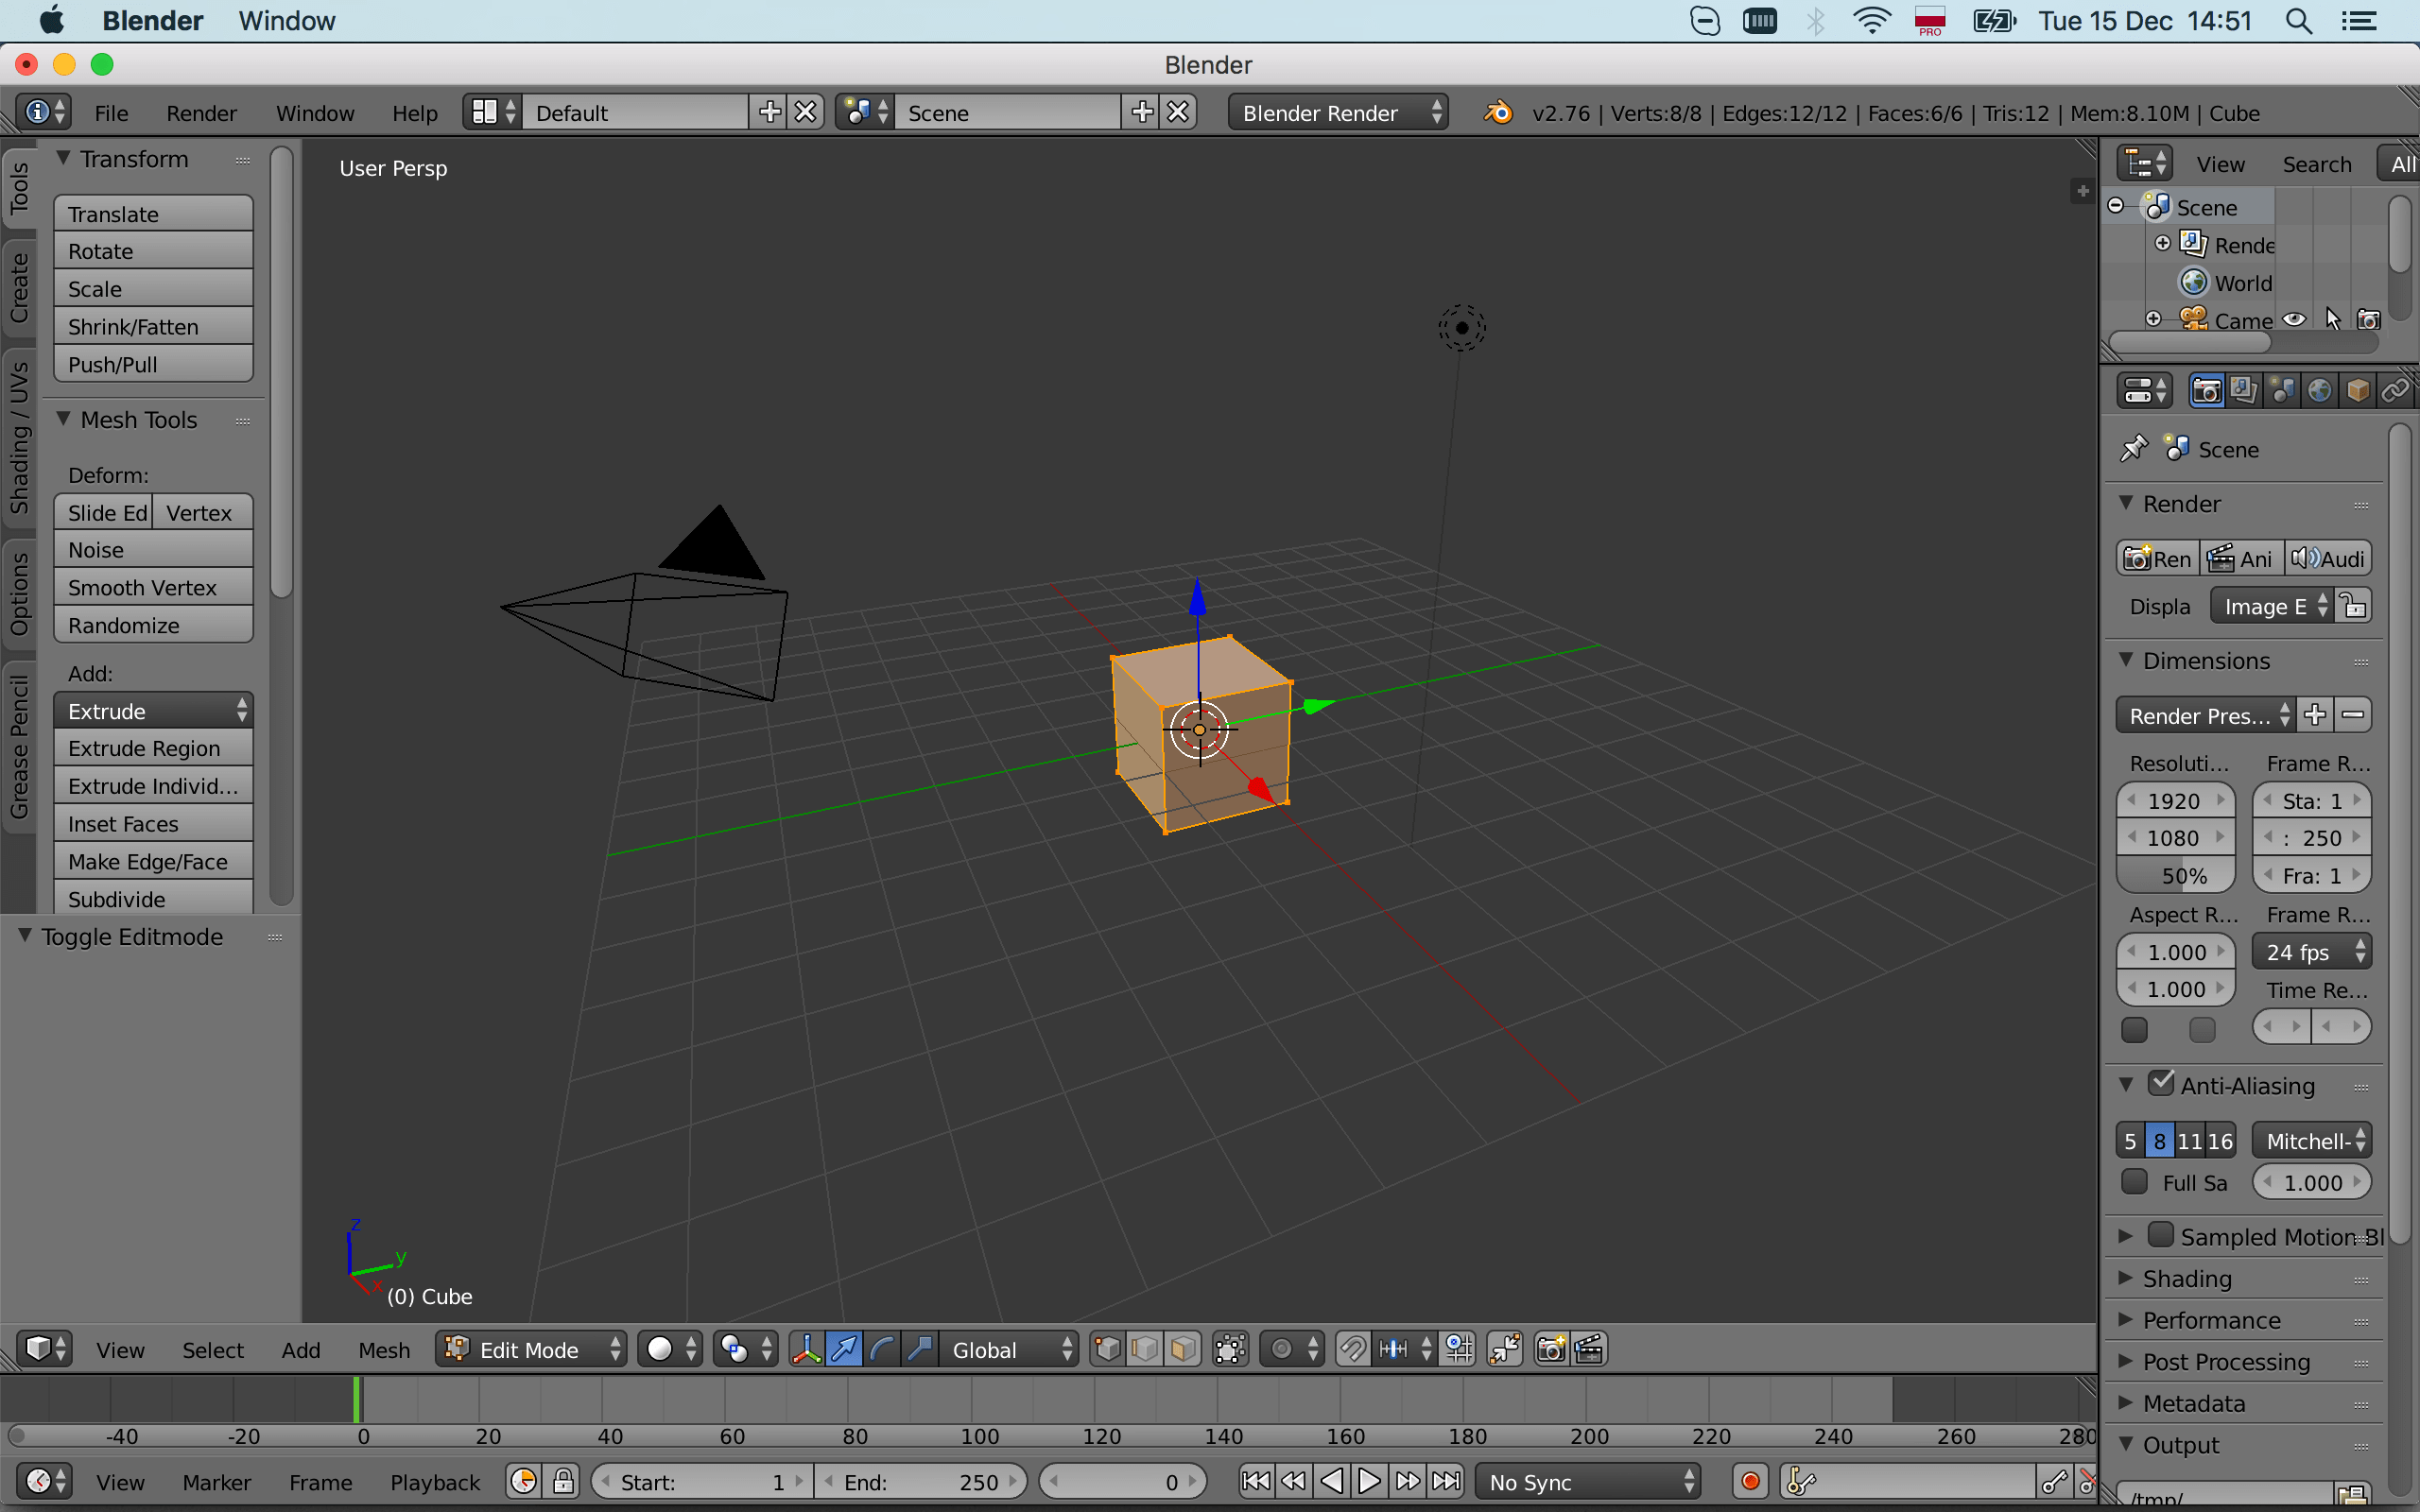 Blender Window PRO Tue 15 Dec 14:51
Blender
File Render Window Help Default Scene Blender Render v2.76 | Verts:8/8 | Edges:12/12 | Faces:6/6 | Tris:12 | Mem:8.10M | Cube
Tools
Create
Shading / UVs
Options
Grease Pencil
Transform
Translate
Rotate
Scale
Shrink/Fatten
Push/Pull
Mesh Tools
Deform:
Slide Ed Vertex
Noise
Smooth Vertex
Randomize
Add:
Extrude
Extrude Region
Extrude Individ...
Inset Faces
Make Edge/Face
Subdivide
Toggle Editmode
User Persp
z
y
x
(0) Cube
View Search All
Scene
Rende
World
Came
Scene
Render
Ren Ani Audi
Displa Image E
Dimensions
Render Pres...
Resoluti... Frame R...
1920 Sta: 1
1080 : 250
50% Fra: 1
Aspect R... Frame R...
1.000 24 fps
1.000 Time Re...
Anti-Aliasing
5 8 11 16 Mitchell-
Full Sa 1.000
Sampled Motion Bl
Shading
Performance
Post Processing
Metadata
Output
/tmp/
View Select Add Mesh Edit Mode Global
-40 -20 0 20 40 60 80 100 120 140 160 180 200 220 240 260 280
View Marker Frame Playback Start: 1 End: 250 0 No Sync